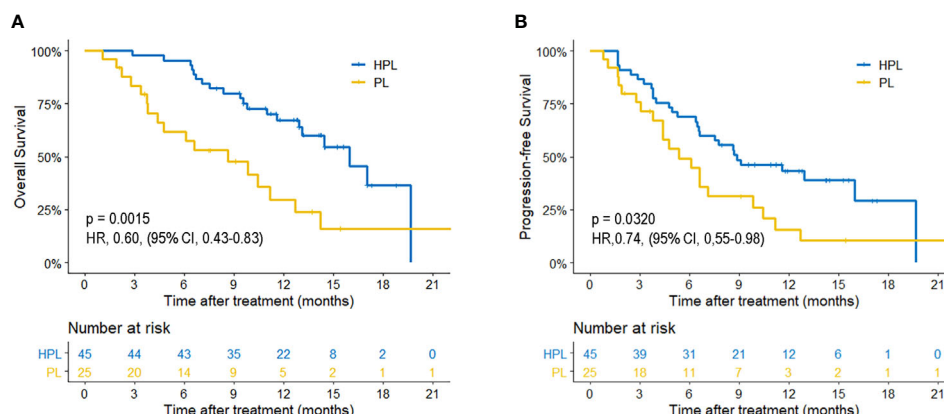 A
100%
75%
50%
25%
0%
Overall Survival
HPL
PL
p = 0.0015
HR, 0.60, (95% CI, 0.43-0.83)
0 3 6 9 12 15 18 21
Time after treatment (months)
Number at risk
HPL 45 44 43 35 22 8 2 0
PL 25 20 14 9 5 2 1 1
0 3 6 9 12 15 18 21
Time after treatment (months)
B
100%
75%
50%
25%
0%
Progression-free Survival
HPL
PL
p = 0.0320
HR,0.74, (95% CI, 0,55-0.98)
0 3 6 9 12 15 18 21
Time after treatment (months)
Number at risk
HPL 45 39 31 21 12 6 1 0
PL 25 18 11 7 3 2 1 1
0 3 6 9 12 15 18 21
Time after treatment (months)